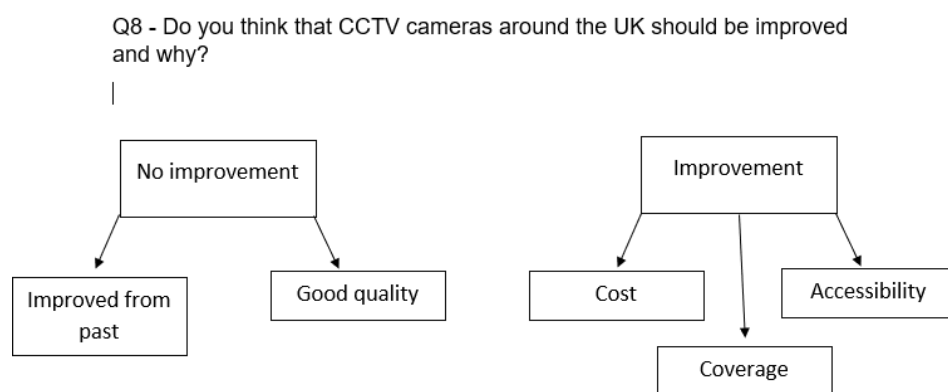 Q8 - Do you think that CCTV cameras around the UK should be improved
and why?
No improvement
Improvement
Improved from
past
Good quality
Cost
Accessibility
Coverage